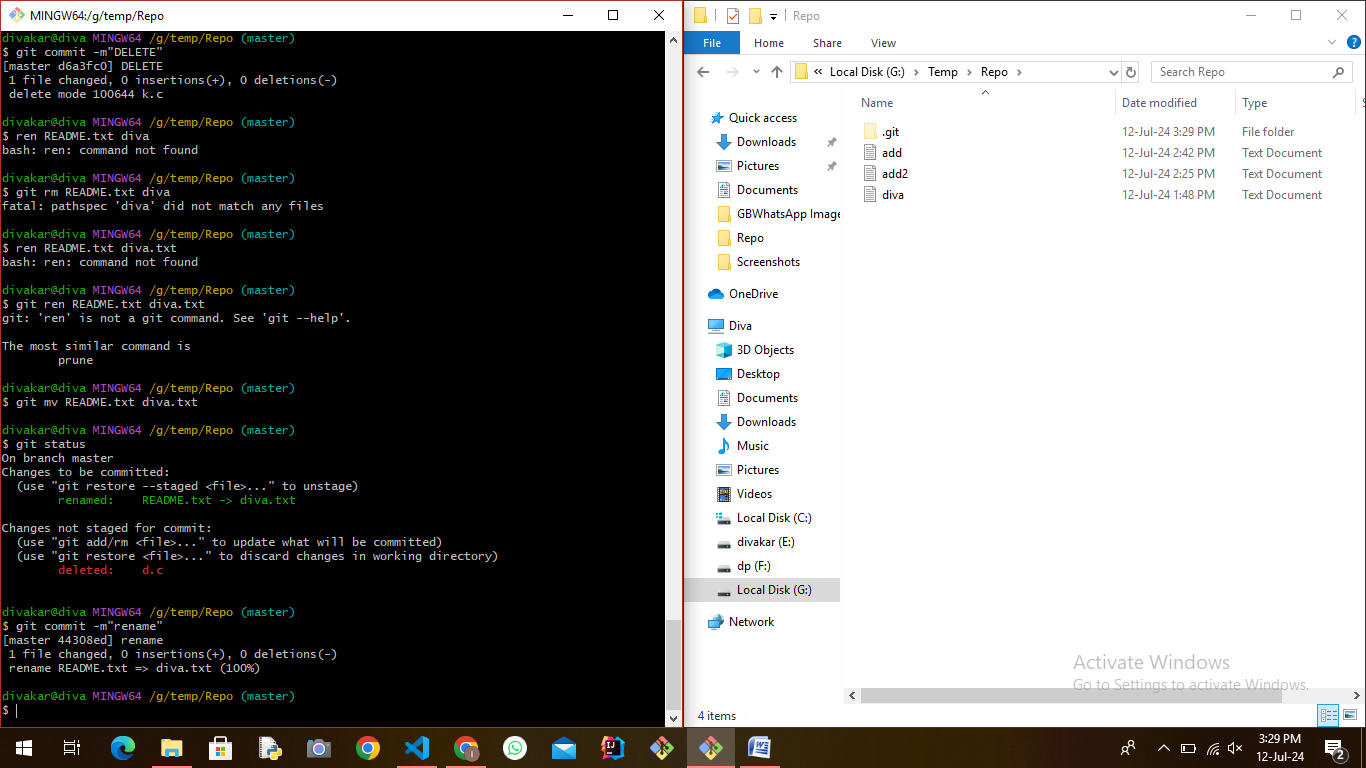 MINGW64:/g/temp/Repo
divakar@diva MINGW64 /g/temp/Repo (master)
$ git commit -m"DELETE"
[master d6a3fc0] DELETE
 1 file changed, 0 insertions(+), 0 deletions(-)
 delete mode 100644 k.c
divakar@diva MINGW64 /g/temp/Repo (master)
$ ren README.txt diva
bash: ren: command not found
divakar@diva MINGW64 /g/temp/Repo (master)
$ git rm README.txt diva
fatal: pathspec 'diva' did not match any files
divakar@diva MINGW64 /g/temp/Repo (master)
$ ren README.txt diva.txt
bash: ren: command not found
divakar@diva MINGW64 /g/temp/Repo (master)
$ git ren README.txt diva.txt
git: 'ren' is not a git command. See 'git --help'.
The most similar command is
        prune
divakar@diva MINGW64 /g/temp/Repo (master)
$ git mv README.txt diva.txt
divakar@diva MINGW64 /g/temp/Repo (master)
$ git status
On branch master
Changes to be committed:
  (use "git restore --staged <file>..." to unstage)
        renamed:    README.txt -> diva.txt
Changes not staged for commit:
  (use "git add/rm <file>..." to update what will be committed)
  (use "git restore <file>..." to discard changes in working directory)
        deleted:    d.c
divakar@diva MINGW64 /g/temp/Repo (master)
$ git commit -m"rename"
[master 44308ed] rename
 1 file changed, 0 insertions(+), 0 deletions(-)
 rename README.txt => diva.txt (100%)
divakar@diva MINGW64 /g/temp/Repo (master)
$
Repo
File Home Share View
« Local Disk (G:) > Temp > Repo >
Search Repo
Quick access
Downloads
Pictures
Documents
GBWhatsApp Image
Repo
Screenshots
OneDrive
Diva
3D Objects
Desktop
Documents
Downloads
Music
Pictures
Videos
Local Disk (C:)
divakar (E:)
dp (F:)
Local Disk (G:)
Network
Name Date modified Type S
.git 12-Jul-24 3:29 PM File folder
add 12-Jul-24 2:42 PM Text Document
add2 12-Jul-24 2:25 PM Text Document
diva 12-Jul-24 1:48 PM Text Document
Activate Windows
Go to Settings to activate Windows.
4 items
3:29 PM
12-Jul-24
2